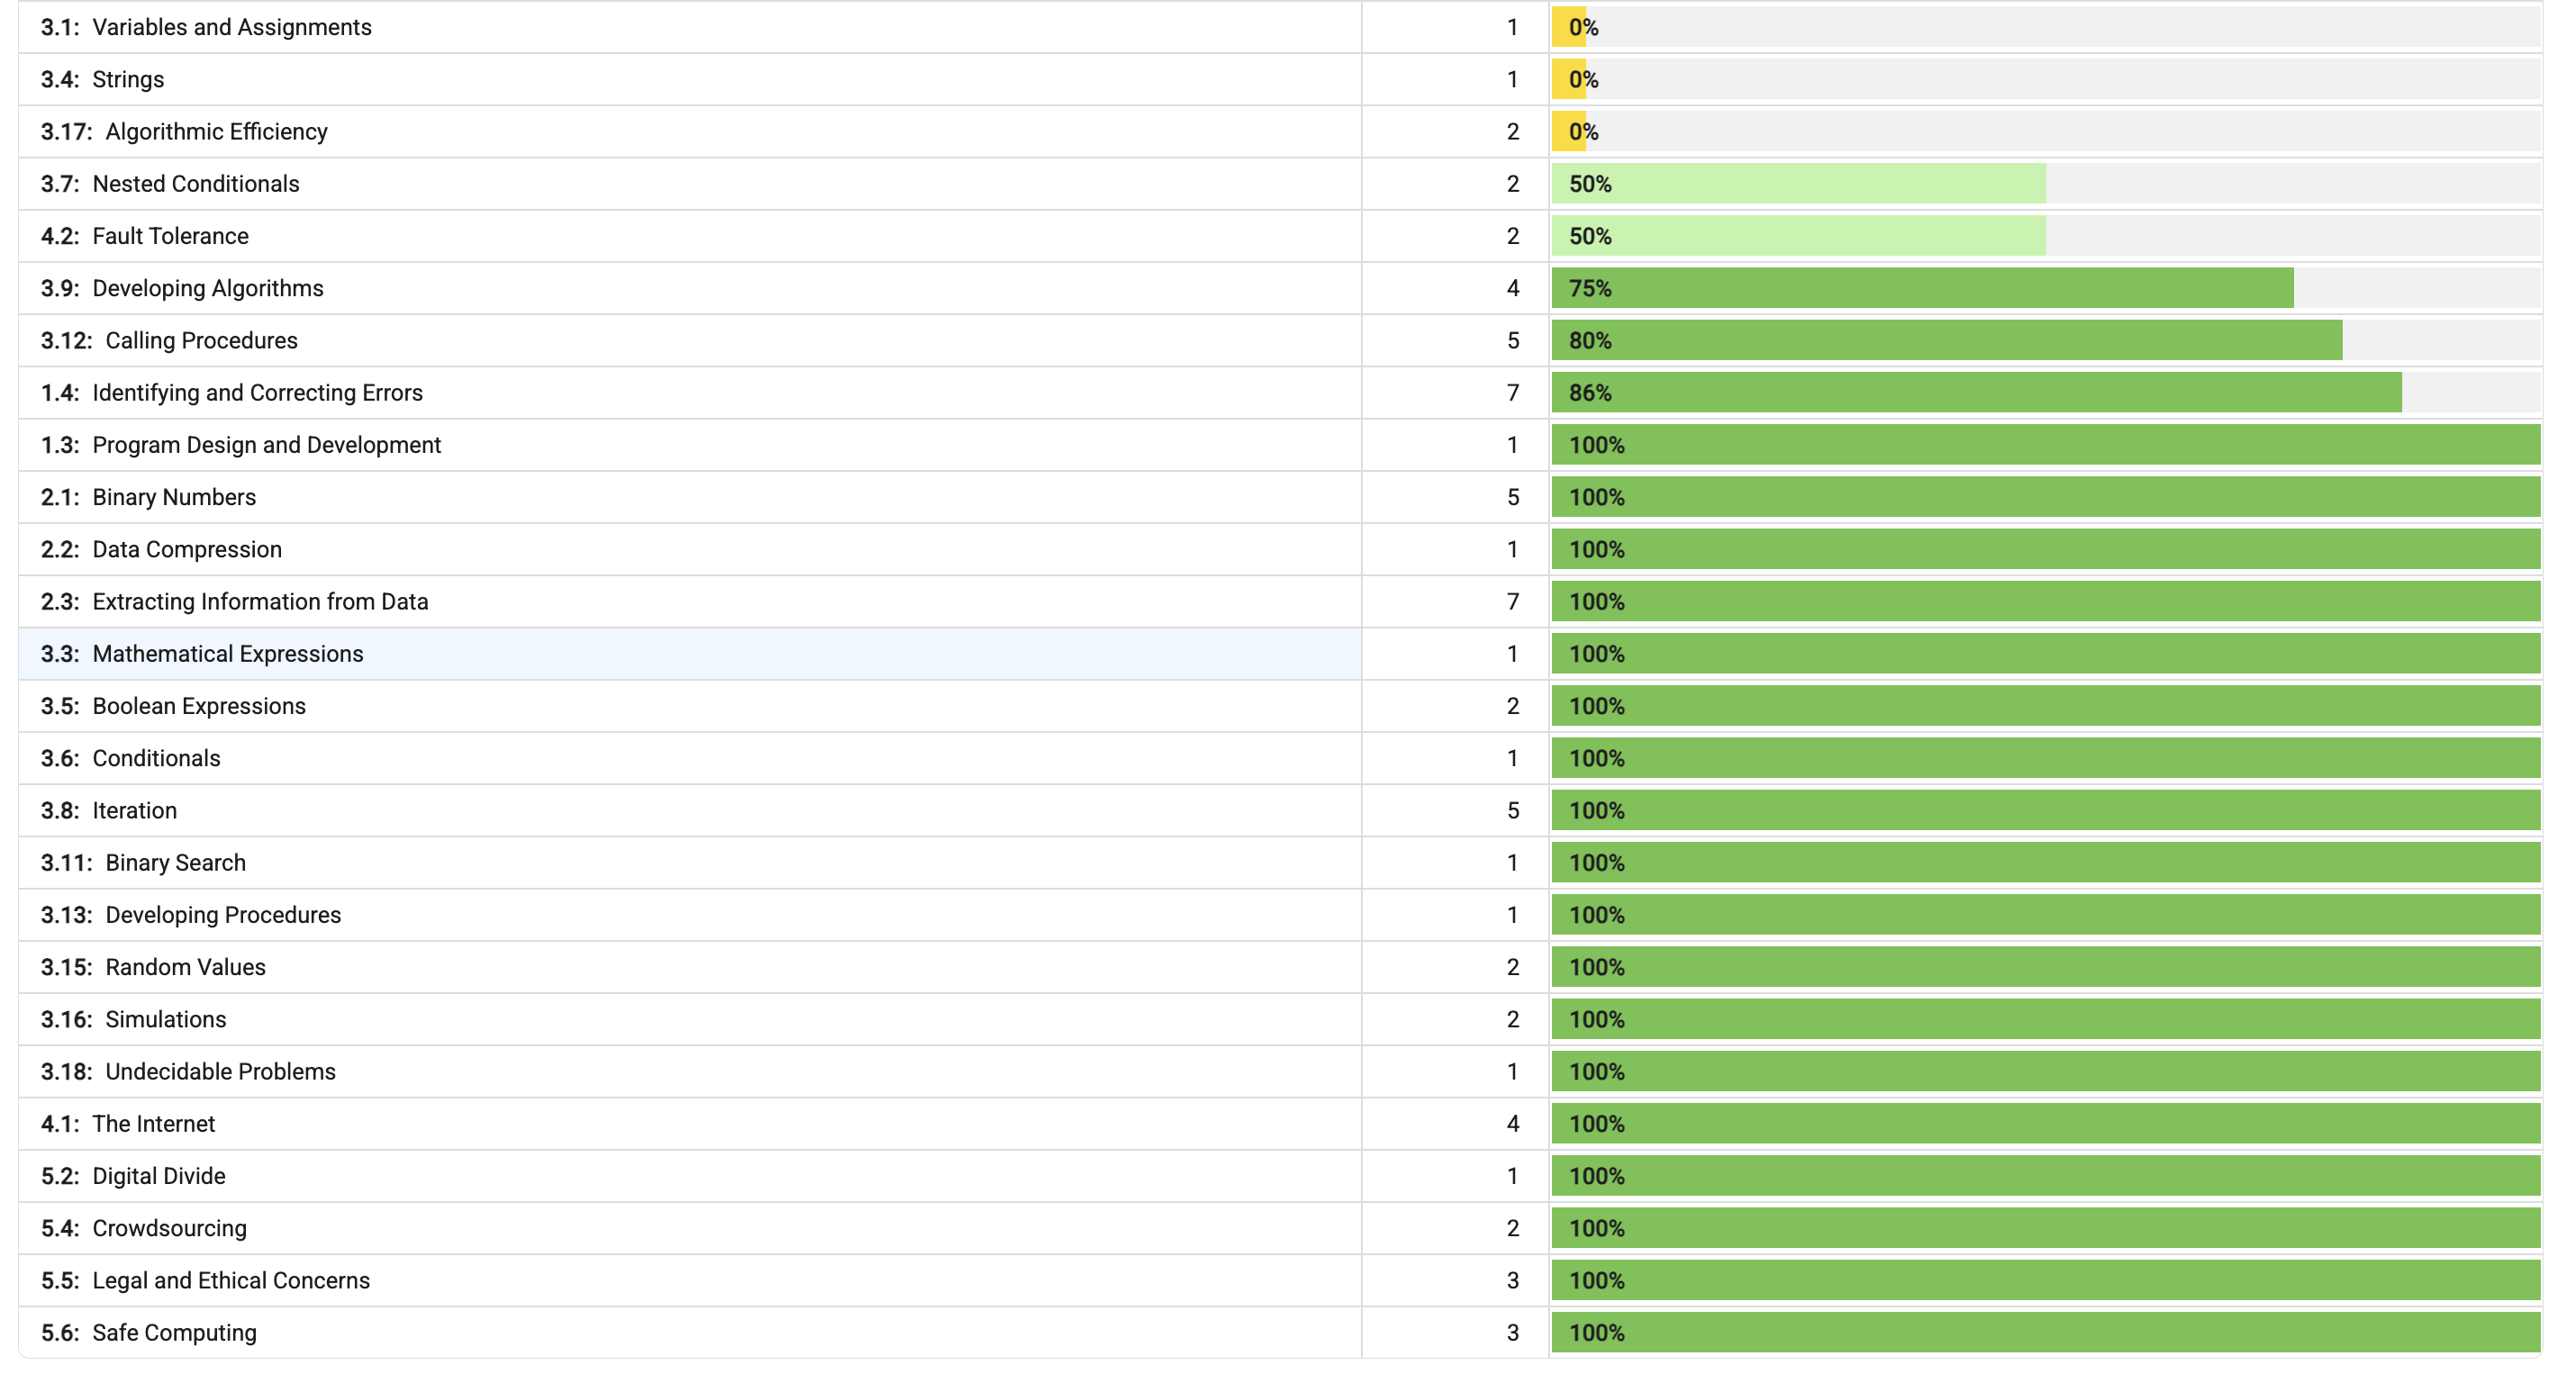 3.1: Variables and Assignments 1 0%
3.4: Strings 1 0%
3.17: Algorithmic Efficiency 2 0%
3.7: Nested Conditionals 2 50%
4.2: Fault Tolerance 2 50%
3.9: Developing Algorithms 4 75%
3.12: Calling Procedures 5 80%
1.4: Identifying and Correcting Errors 7 86%
1.3: Program Design and Development 1 100%
2.1: Binary Numbers 5 100%
2.2: Data Compression 1 100%
2.3: Extracting Information from Data 7 100%
3.3: Mathematical Expressions 1 100%
3.5: Boolean Expressions 2 100%
3.6: Conditionals 1 100%
3.8: Iteration 5 100%
3.11: Binary Search 1 100%
3.13: Developing Procedures 1 100%
3.15: Random Values 2 100%
3.16: Simulations 2 100%
3.18: Undecidable Problems 1 100%
4.1: The Internet 4 100%
5.2: Digital Divide 1 100%
5.4: Crowdsourcing 2 100%
5.5: Legal and Ethical Concerns 3 100%
5.6: Safe Computing 3 100%